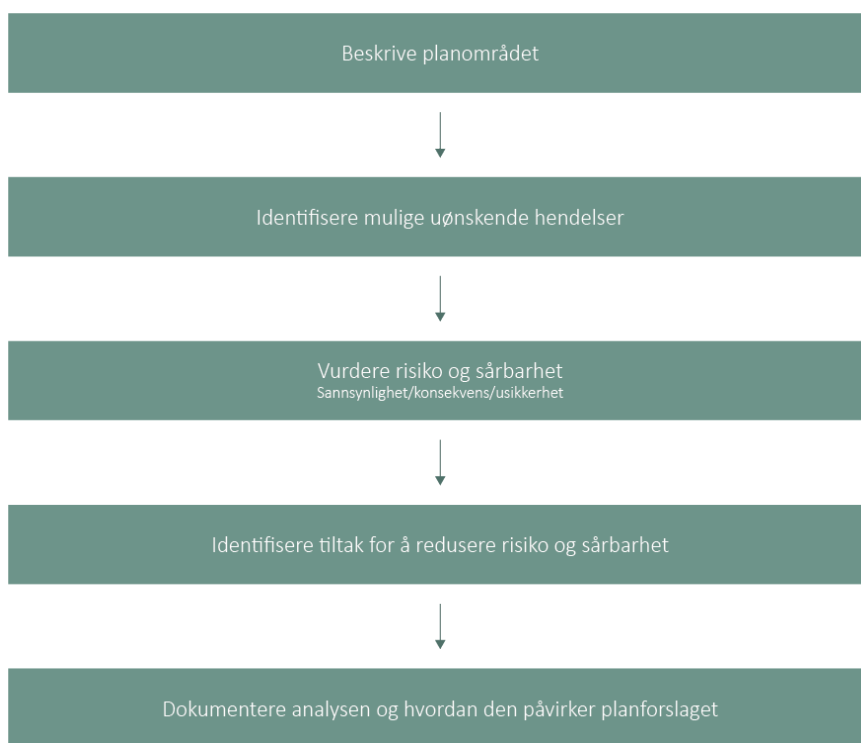 Beskrive planområdet
Identifisere mulige uønskende hendelser
Vurdere risiko og sårbarhet
Sannsynlighet/konsekvens/usikkerhet
Identifisere tiltak for å redusere risiko og sårbarhet
Dokumentere analysen og hvordan den påvirker planforslaget